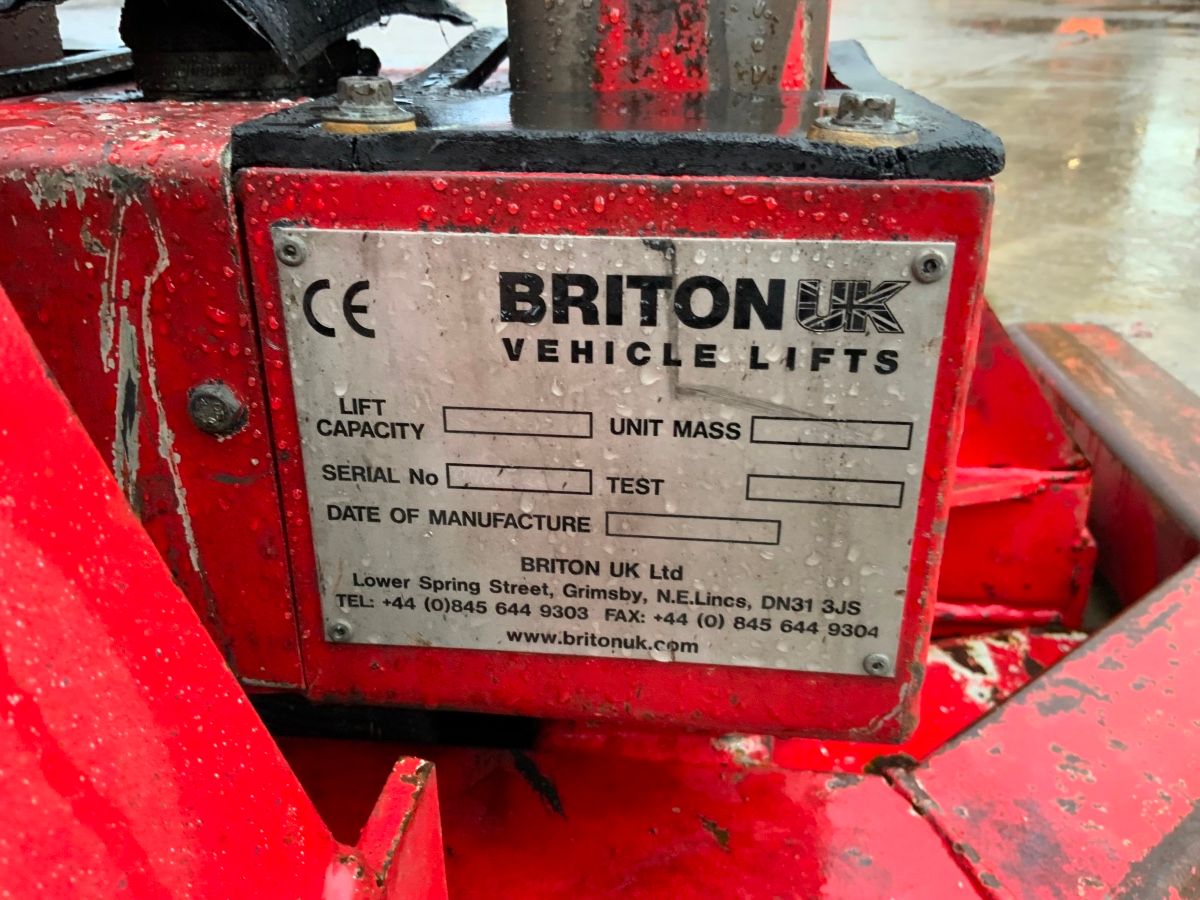 CE
BRITON UK
VEHICLE LIFTS
LIFT CAPACITY
UNIT MASS
SERIAL No
TEST
DATE OF MANUFACTURE
BRITON UK Ltd
Lower Spring Street, Grimsby, N.E.Lincs, DN31 3JS
TEL: +44 (0)845 644 9303 FAX: +44 (0) 845 644 9304
www.britonuk.com